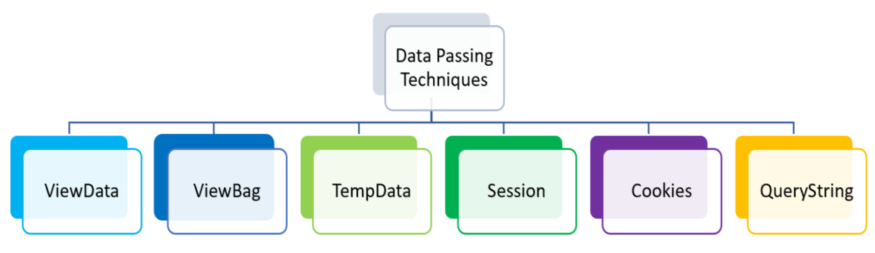 Data Passing
Techniques
ViewData
ViewBag
TempData
Session
Cookies
QueryString